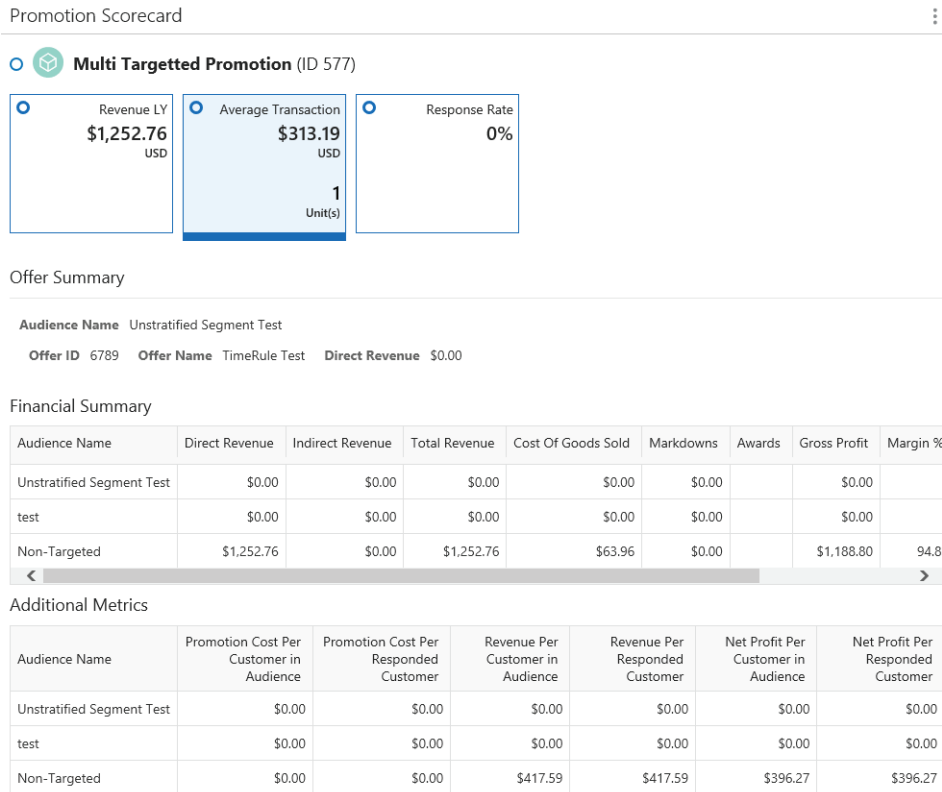 Promotion Scorecard
Multi Targetted Promotion (ID 577)
Revenue LY
$1,252.76
USD
Average Transaction
$313.19
USD
1
Unit(s)
Response Rate
0%
Offer Summary
Audience Name Unstratified Segment Test
Offer ID 6789 Offer Name TimeRule Test Direct Revenue $0.00
Financial Summary
Audience Name Direct Revenue Indirect Revenue Total Revenue Cost Of Goods Sold Markdowns Awards Gross Profit Margin %
Unstratified Segment Test $0.00 $0.00 $0.00 $0.00 $0.00 $0.00
test $0.00 $0.00 $0.00 $0.00 $0.00 $0.00
Non-Targeted $1,252.76 $0.00 $1,252.76 $63.96 $0.00 $1,188.80 94.8
Additional Metrics
Audience Name
Promotion Cost Per
Customer in
Audience
Promotion Cost Per
Responded
Customer
Revenue Per
Customer in
Audience
Revenue Per
Responded
Customer
Net Profit Per
Customer in
Audience
Net Profit Per
Responded
Customer
Unstratified Segment Test $0.00 $0.00 $0.00 $0.00 $0.00 $0.00
test $0.00 $0.00 $0.00 $0.00 $0.00 $0.00
Non-Targeted $0.00 $0.00 $417.59 $417.59 $396.27 $396.27